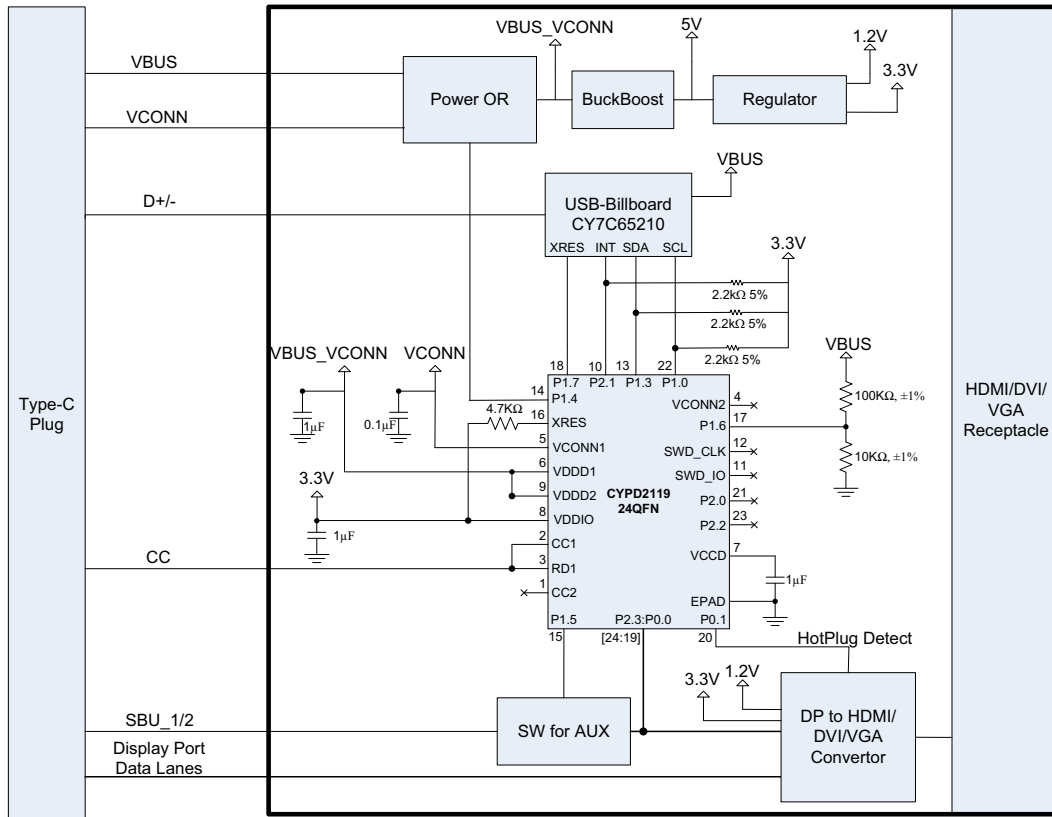 VBUS_VCONN
5V
1.2V
3.3V
VBUS
VCONN
Power OR
BuckBoost
Regulator
VBUS
D+/-
USB-Billboard
CY7C65210
XRES INT SDA SCL
3.3V
2.2kΩ 5%
2.2kΩ 5%
2.2kΩ 5%
VBUS_VCONN
VCONN
VBUS
18 10 13 22
P1.7 P2.1 P1.3 P1.0
Type-C
Plug
HDMI/DVI/
VGA
Receptacle
1µF
0.1µF
4.7KΩ
14 P1.4
16 XRES
5 VCONN1
6 VDDD1
9 VDDD2
8 VDDIO
2 CC1
3 RD1
1 CC2
3.3V
1µF
CC
CYPD2119
24QFN
VCONN2 4
P1.6 17
SWD_CLK 12
SWD_IO 11
P2.0 21
P2.2 23
VCCD 7
EPAD
100KΩ, ±1%
10KΩ, ±1%
1µF
P1.5 P2.3:P0.0 P0.1
15 [24:19] 20
HotPlug Detect
3.3V
1.2V
SBU_1/2
SW for AUX
DP to HDMI/
DVI/VGA
Convertor
Display Port
Data Lanes